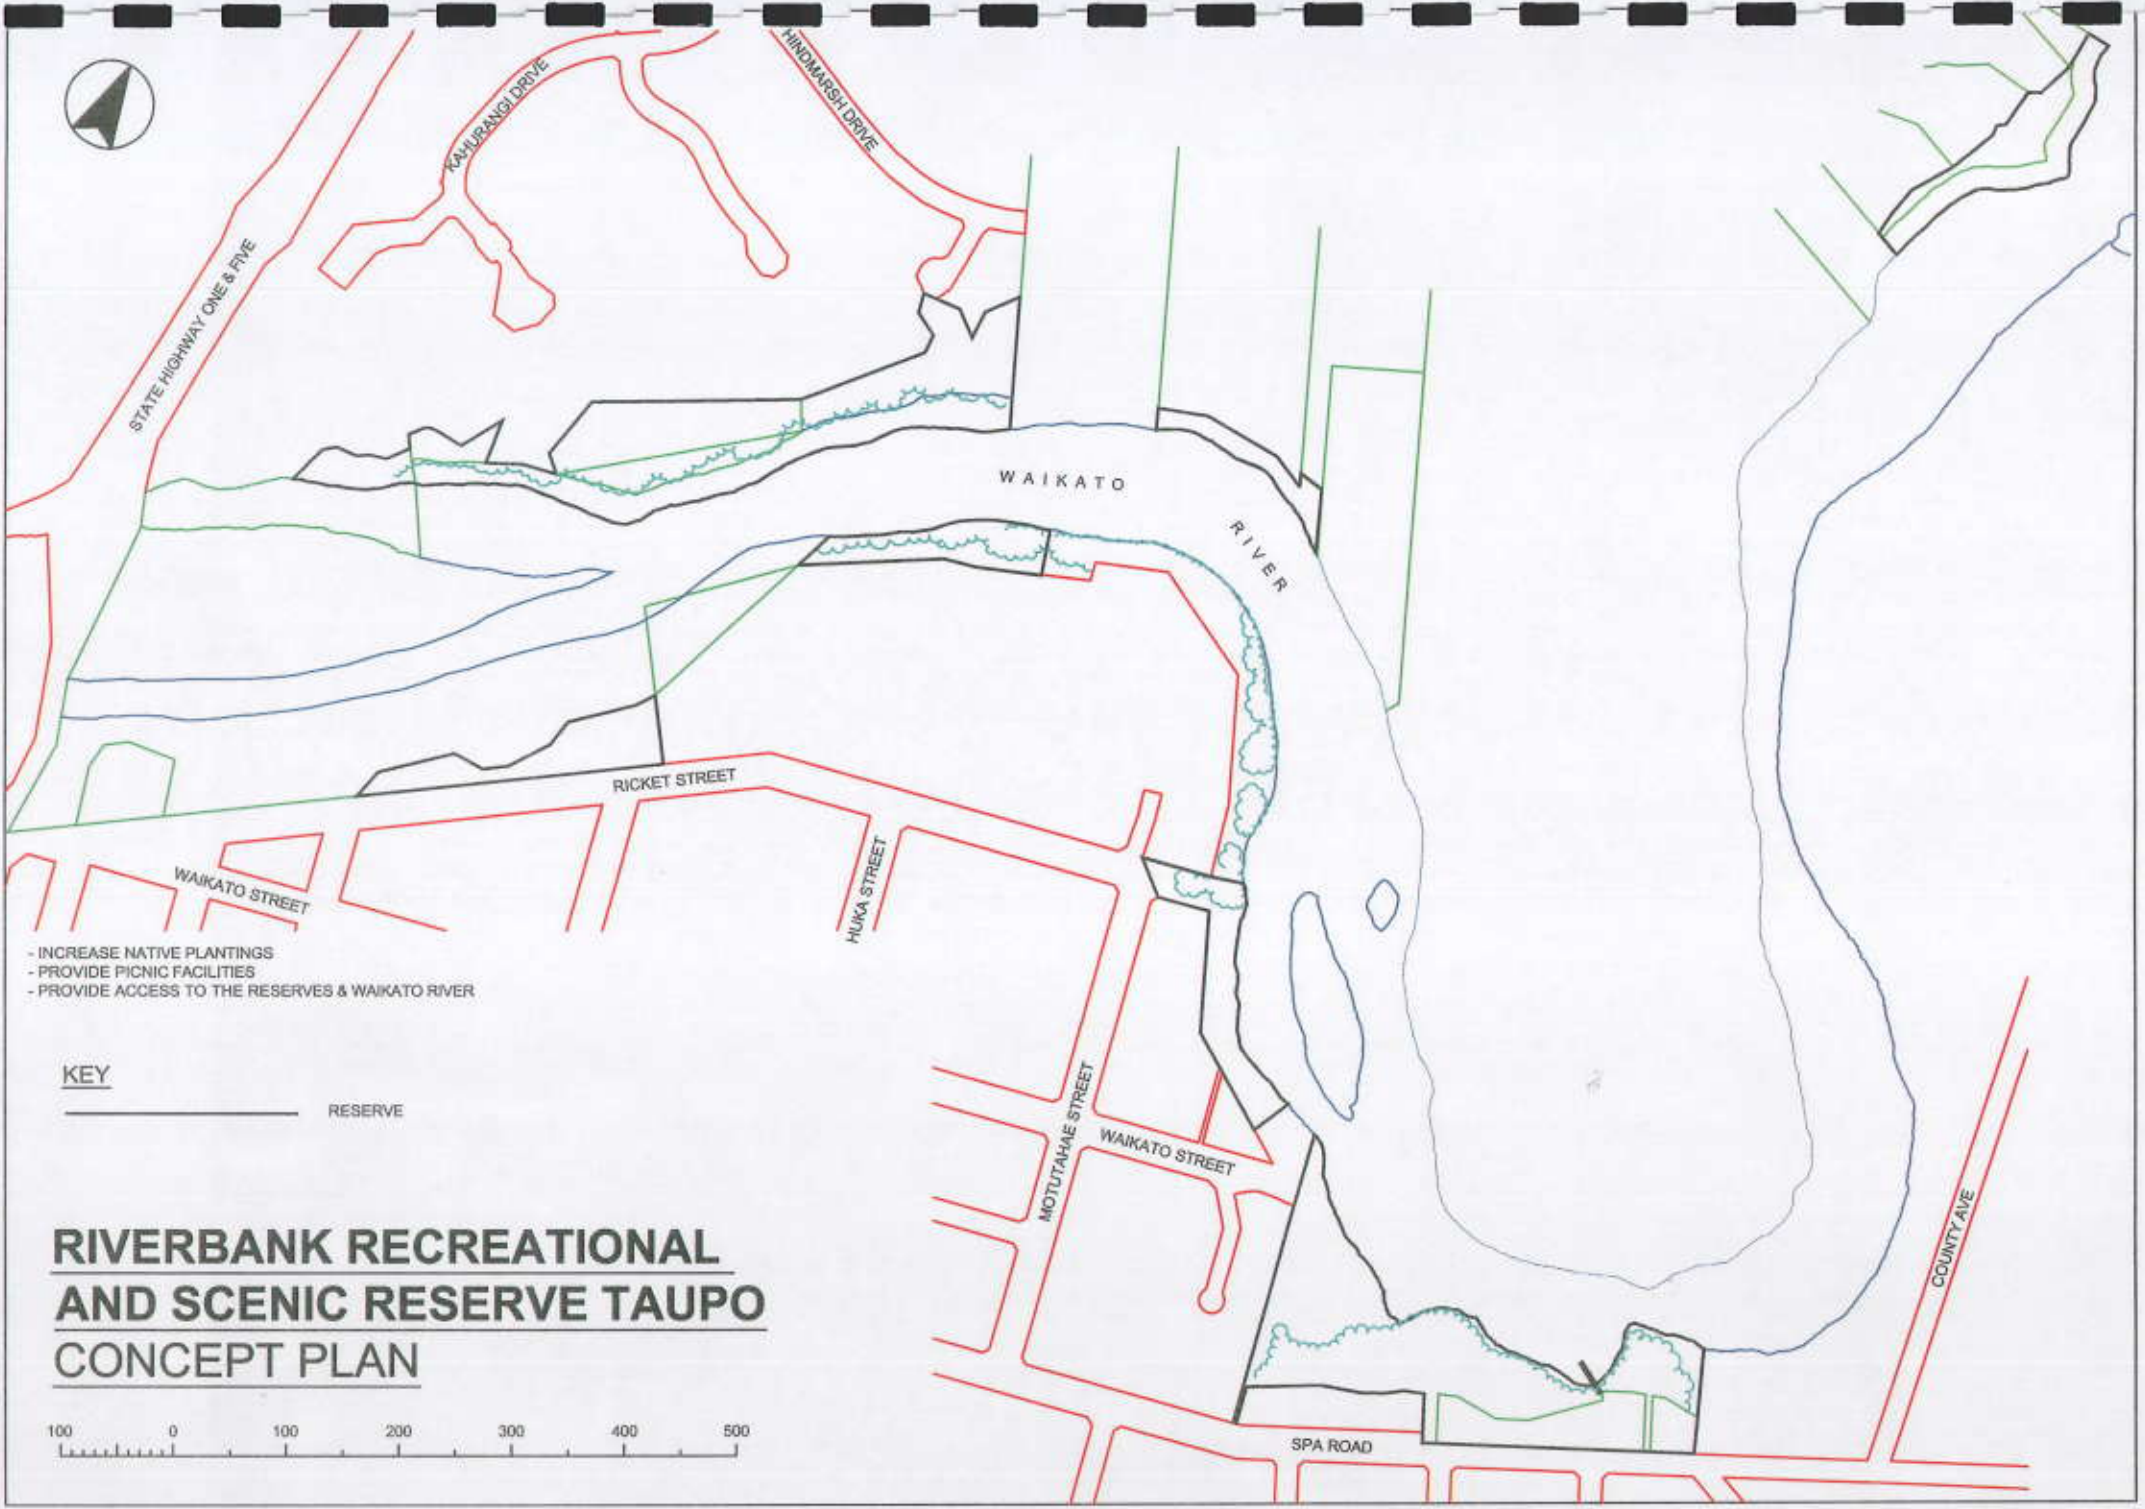 KAHURANGI DRIVE
HINDMARSH DRIVE
STATE HIGHWAY ONE & FIVE
WAIKATO
RIVER
RICKET STREET
HUKA STREET
WAIKATO STREET
- INCREASE NATIVE PLANTINGS
- PROVIDE PICNIC FACILITIES
- PROVIDE ACCESS TO THE RESERVES & WAIKATO RIVER
KEY
RESERVE
MOTUTAHAE STREET
WAIKATO STREET
COUNTY AVE
RIVERBANK RECREATIONAL
AND SCENIC RESERVE TAUPO
CONCEPT PLAN
100 0 100 200 300 400 500
SPA ROAD